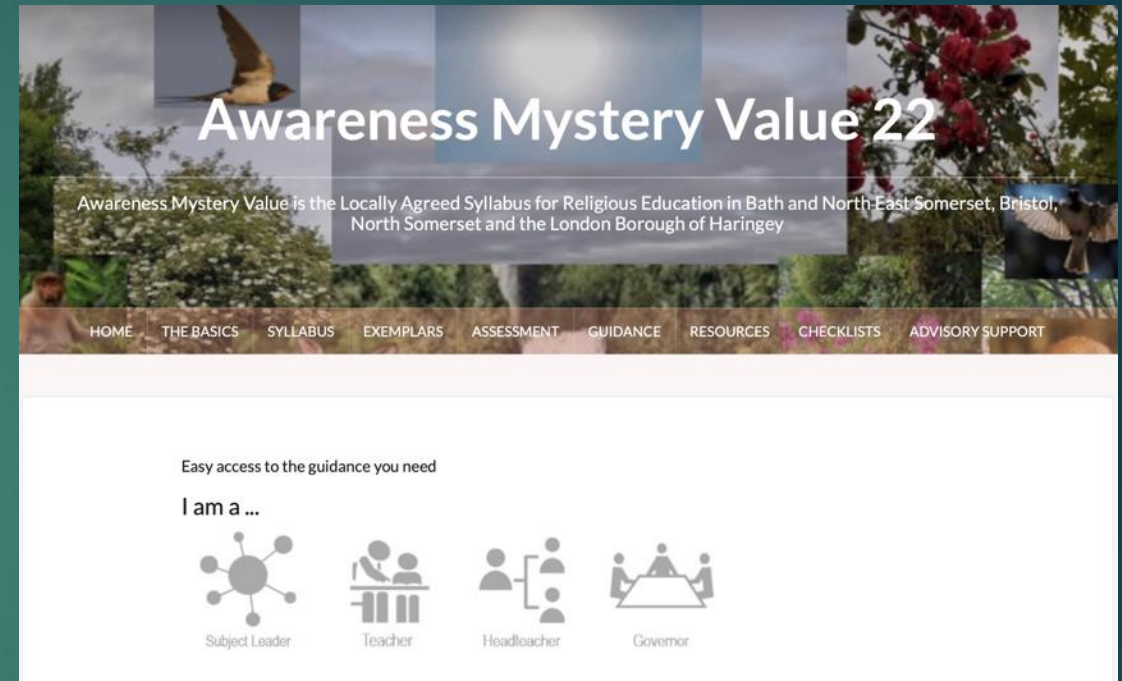 Awareness Mystery Value 22
Awareness Mystery Value is the Locally Agreed Syllabus for Religious Education in Bath and North East Somerset, Bristol,
North Somerset and the London Borough of Haringey
HOME THE BASICS SYLLABUS EXEMPLARS ASSESSMENT GUIDANCE RESOURCES CHECKLISTS ADVISORY SUPPORT
Easy access to the guidance you need
I am a ...
Subject Leader Teacher Headteacher Governor